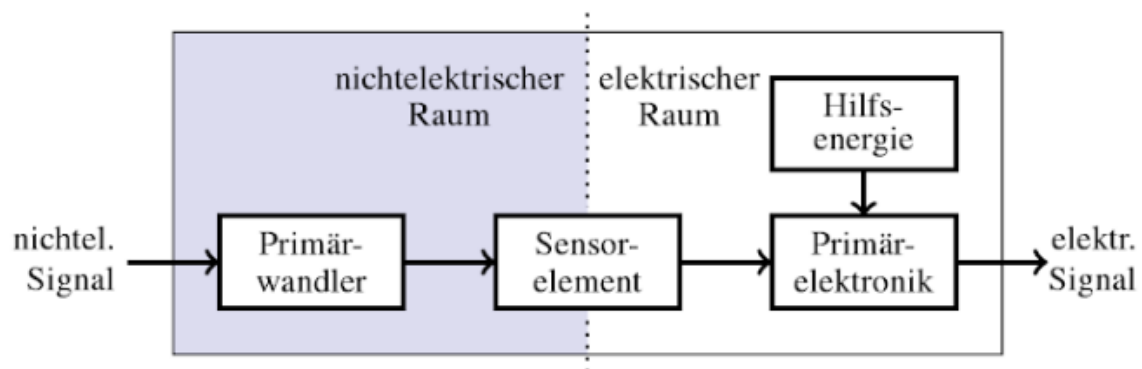 nichtelektrischer
Raum
elektrischer
Raum
Hilfs-
energie
nichtel.
Signal
Primär-
wandler
Sensor-
element
Primär-
elektronik
elektr.
Signal